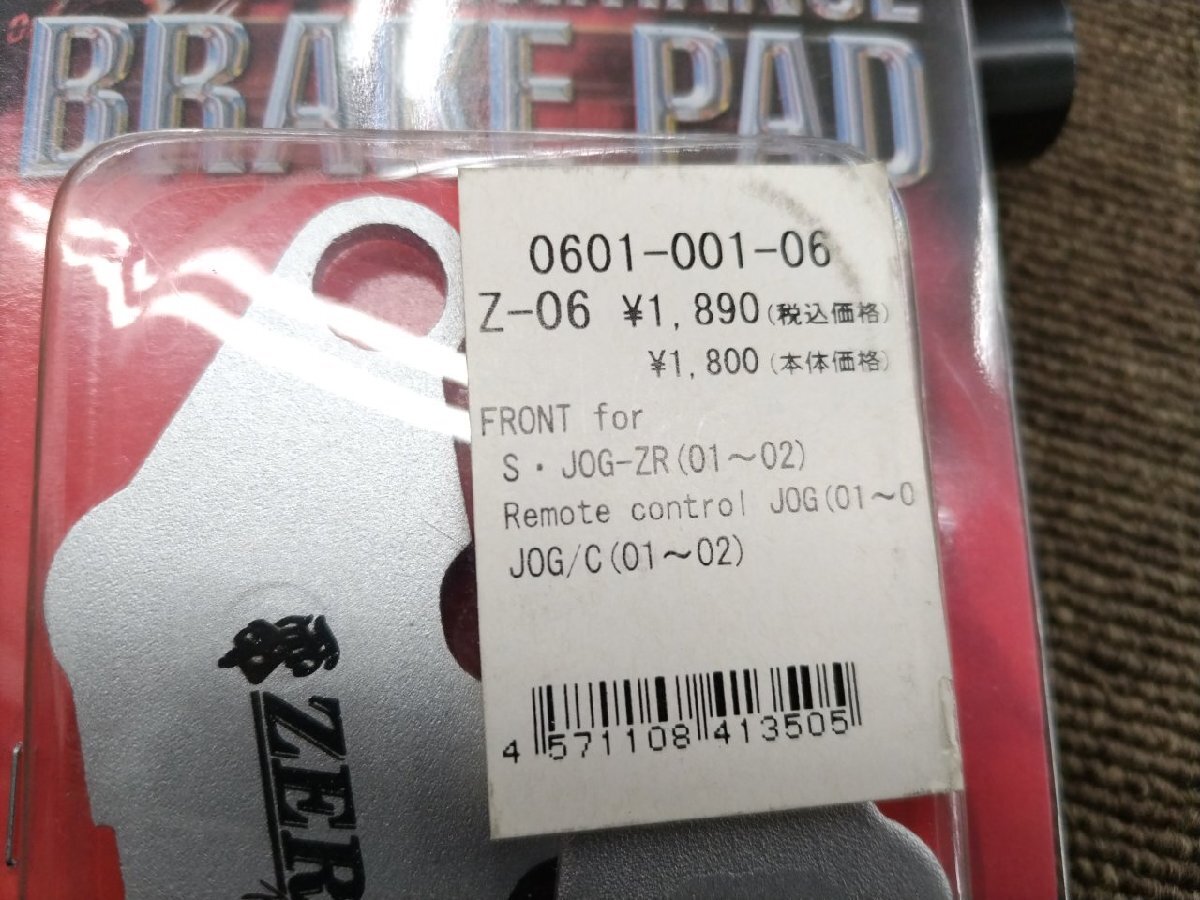 BRAKE PAD
0601-001-06
Z-06 ¥1,890(税込価格)
¥1,800(本体価格)
FRONT for
S・JOG-ZR(01～02)
Remote control JOG(01～0
JOG/C(01～02)
4 571108 413505
ZER